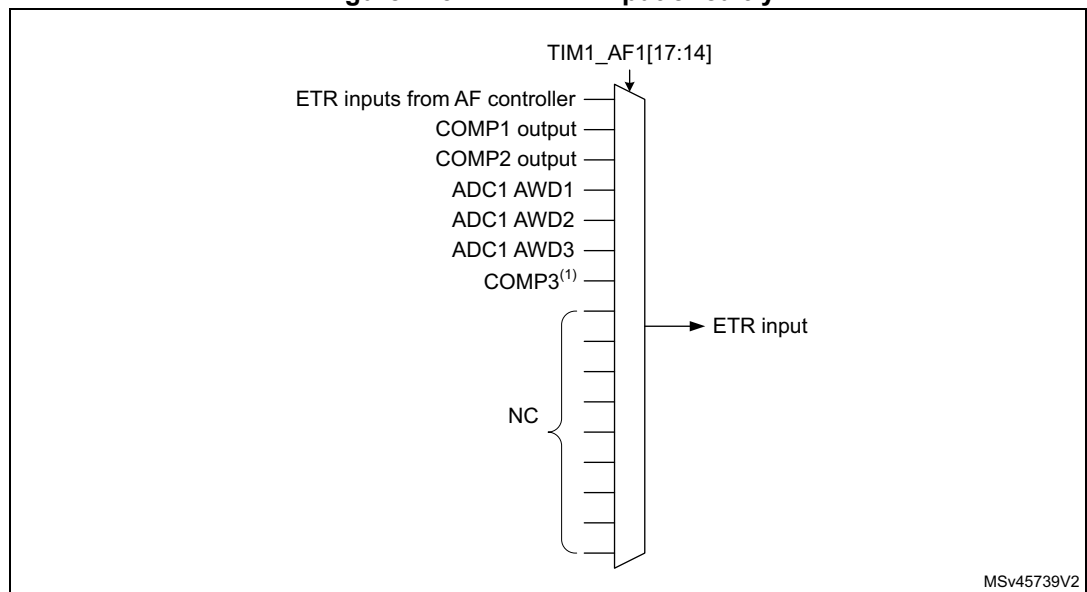 TIM1_AF1[17:14]
ETR inputs from AF controller
COMP1 output
COMP2 output
ADC1 AWD1
ADC1 AWD2
ADC1 AWD3
COMP3(1)
ETR input
NC
MSv45739V2